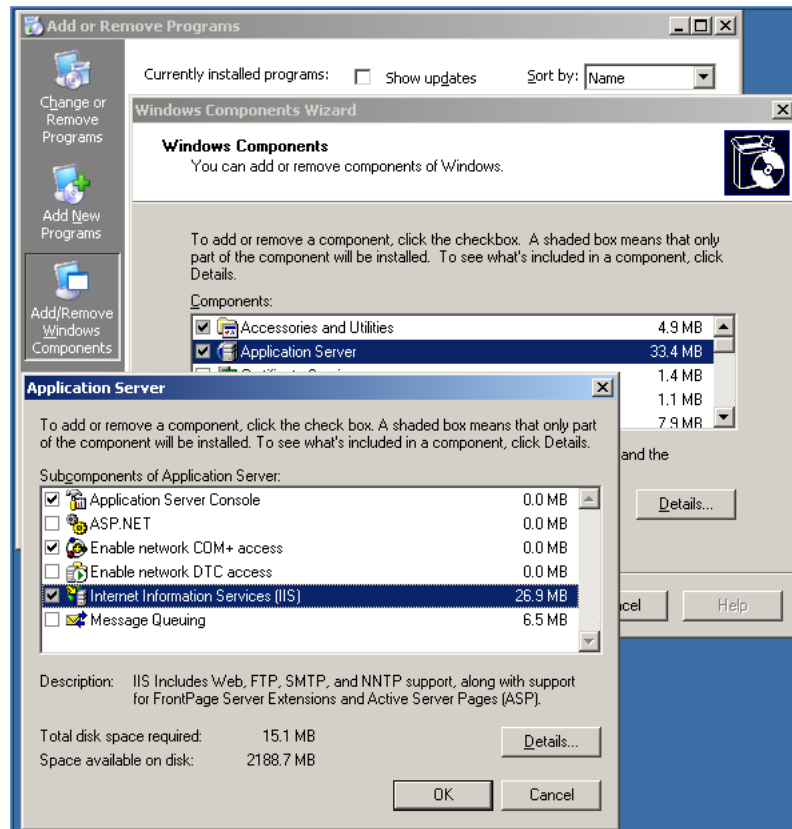 Add or Remove Programs
Currently installed programs:
Show updates
Sort by:
Name
Change or
Remove
Programs
Add New
Programs
Add/Remove
Windows
Components
Windows Components Wizard
Windows Components
You can add or remove components of Windows.
To add or remove a component, click the checkbox. A shaded box means that only
part of the component will be installed. To see what's included in a component, click
Details.
Components:
Accessories and Utilities 4.9 MB
Application Server 33.4 MB
1.4 MB
1.1 MB
7.9 MB
and the
Details...
Help
Application Server
To add or remove a component, click the check box. A shaded box means that only part
of the component will be installed. To see what's included in a component, click Details.
Subcomponents of Application Server:
Application Server Console 0.0 MB
ASP.NET 0.0 MB
Enable network COM+ access 0.0 MB
Enable network DTC access 0.0 MB
Internet Information Services (IIS) 26.9 MB
Message Queuing 6.5 MB
Description: IIS Includes Web, FTP, SMTP, and NNTP support, along with support
for FrontPage Server Extensions and Active Server Pages (ASP).
Total disk space required: 15.1 MB
Space available on disk: 2188.7 MB
Details...
OK
Cancel